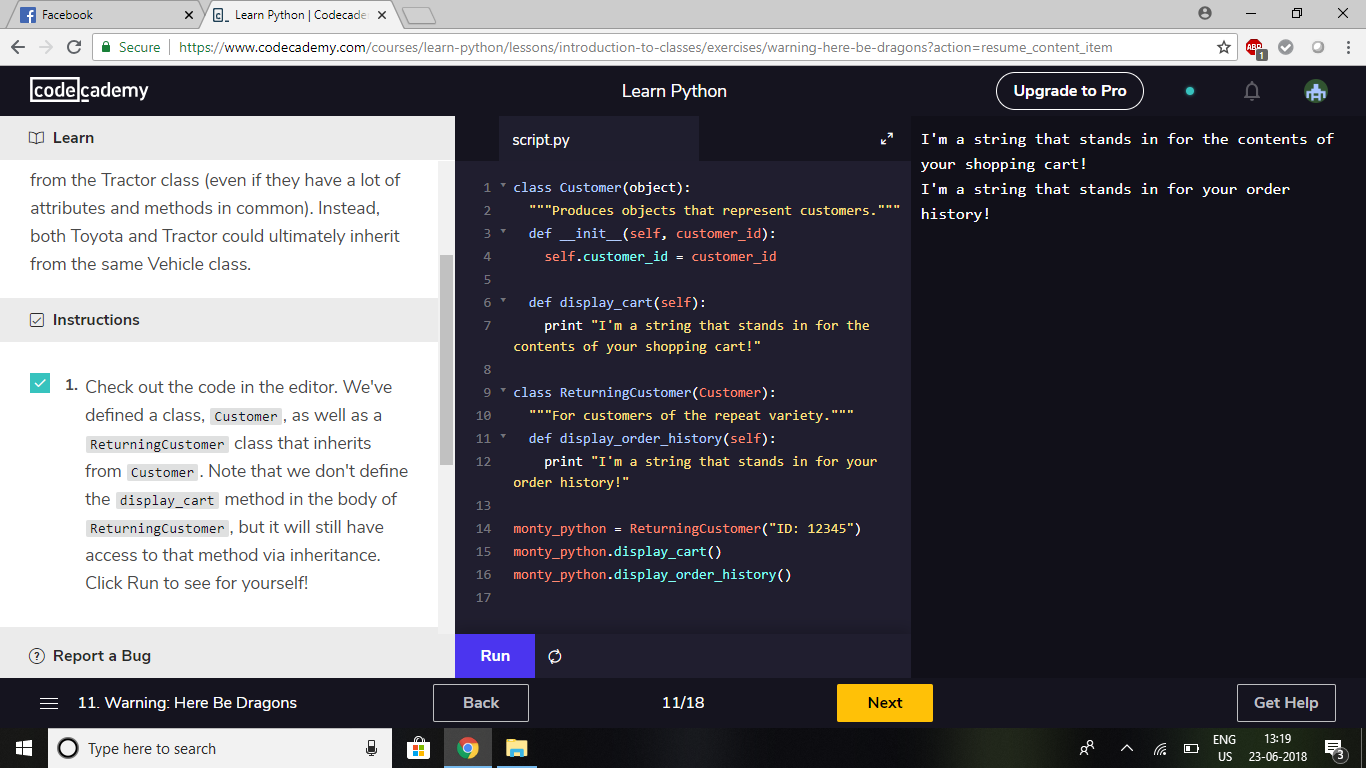 Facebook
Learn Python | Codecade
Secure
https://www.codecademy.com/courses/learn-python/lessons/introduction-to-classes/exercises/warning-here-be-dragons?action=resume_content_item
ABP
1
codecademy
Learn Python
Upgrade to Pro
Learn
from the Tractor class (even if they have a lot of
attributes and methods in common). Instead,
both Toyota and Tractor could ultimately inherit
from the same Vehicle class.
Instructions
1. Check out the code in the editor. We've
defined a class, Customer, as well as a
ReturningCustomer class that inherits
from Customer. Note that we don't define
the display_cart method in the body of
ReturningCustomer, but it will still have
access to that method via inheritance.
Click Run to see for yourself!
Report a Bug
script.py
1 class Customer(object):
2   """Produces objects that represent customers."""
3   def __init__(self, customer_id):
4     self.customer_id = customer_id
5
6   def display_cart(self):
7     print "I'm a string that stands in for the
contents of your shopping cart!"
8
9 class ReturningCustomer(Customer):
10   """For customers of the repeat variety."""
11   def display_order_history(self):
12     print "I'm a string that stands in for your
order history!"
13
14 monty_python = ReturningCustomer("ID: 12345")
15 monty_python.display_cart()
16 monty_python.display_order_history()
17
Run
I'm a string that stands in for the contents of
your shopping cart!
I'm a string that stands in for your order
history!
11. Warning: Here Be Dragons
Back
11/18
Next
Get Help
Type here to search
ENG
US
13:19
23-06-2018
3